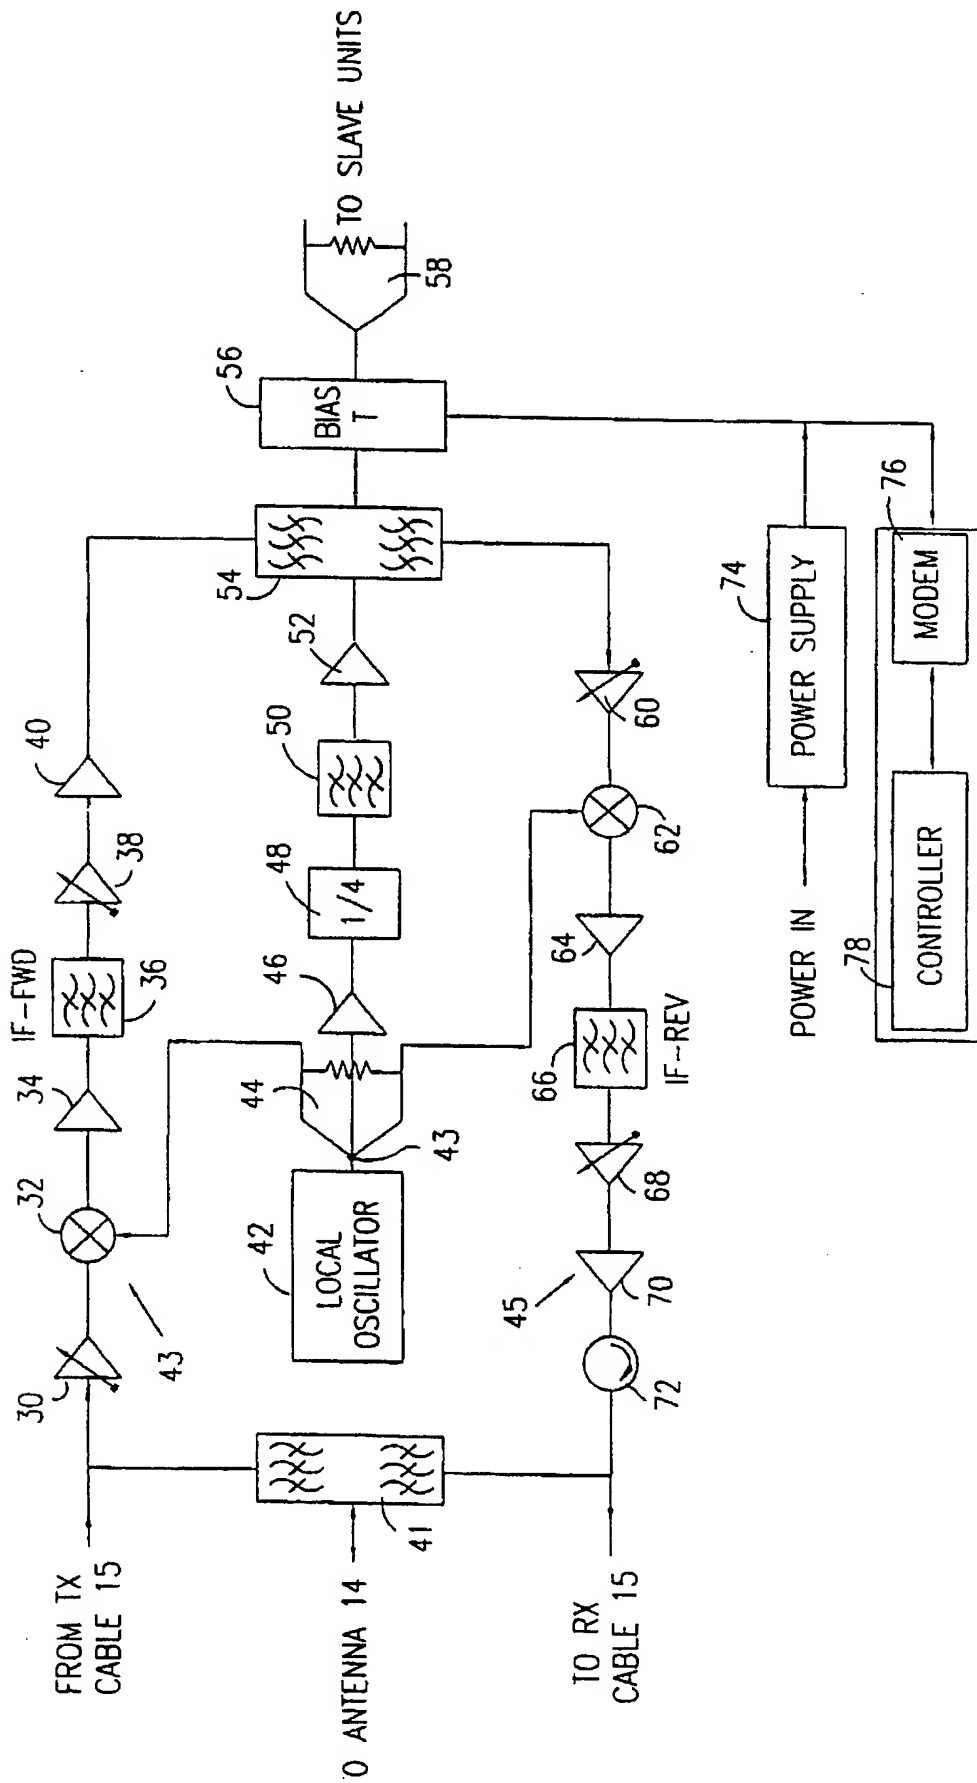 FROM TX
CABLE 15
O ANTENNA 14
TO RX
CABLE 15
30
43
32
34
IF-FWD
36
38
40
41
42
LOCAL
OSCILLATOR
43
44
46
48
1/4
50
52
54
56
BIAS
T
58
TO SLAVE UNITS
72
45
70
68
66
IF-REV
64
62
60
POWER IN
74
POWER SUPPLY
76
MODEM
78
CONTROLLER